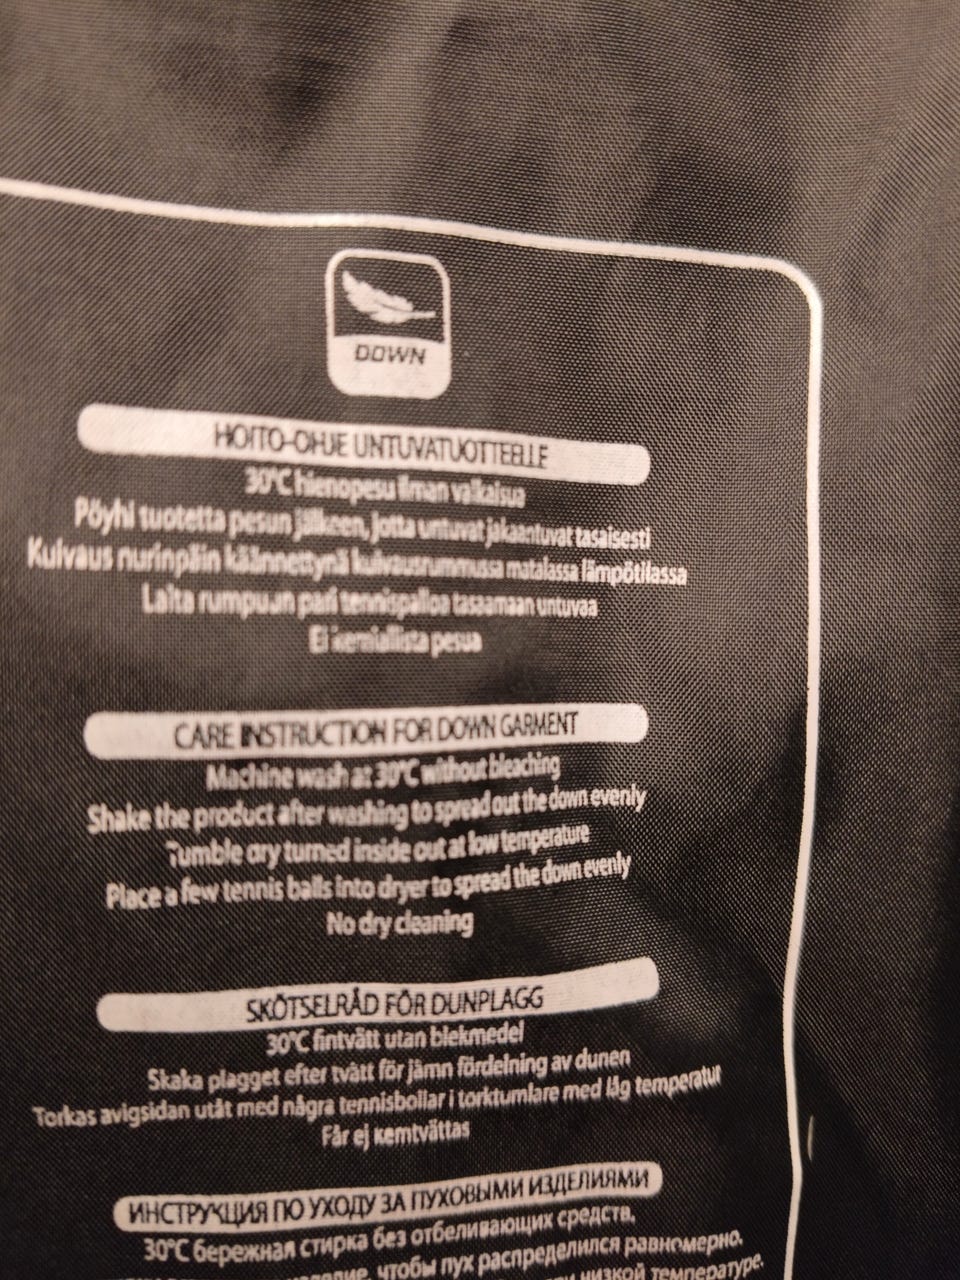 DOWN
HOITO-OHJE UNTUVATUOTTEELLE
30°C hienopesu ilman valkaisua
Pöyhi tuotetta pesun jälkeen, jotta untuvat jakaantuvat tasaisesti
Kuivaus nurinpäin käännettynä kuivausrummussa matalassa lämpötilassa
Laita rumpuun pari tennispalloa tasaamaan untuvaa
Ei kemiallista pesua
CARE INSTRUCTION FOR DOWN GARMENT
Machine wash at 30°C without bleaching
Shake the product after washing to spread out the down evenly
Tumble dry turned inside out at low temperature
Place a few tennis balls into dryer to spread the down evenly
No dry cleaning
SKÖTSELRÅD FÖR DUNPLAGG
30°C fintvätt utan blekmedel
Skaka plagget efter tvätt för jämn fördelning av dunen
Torkas avigsidan utåt med några tennisbollar i torktumlare med låg temperatur
Får ej kemtvättas
ИНСТРУКЦИЯ ПО УХОДУ ЗА ПУХОВЫМИ ИЗДЕЛИЯМИ
30°C бережная стирка без отбеливающих средств.
изделие, чтобы пух распределился равномерно.
при низкой температуре.